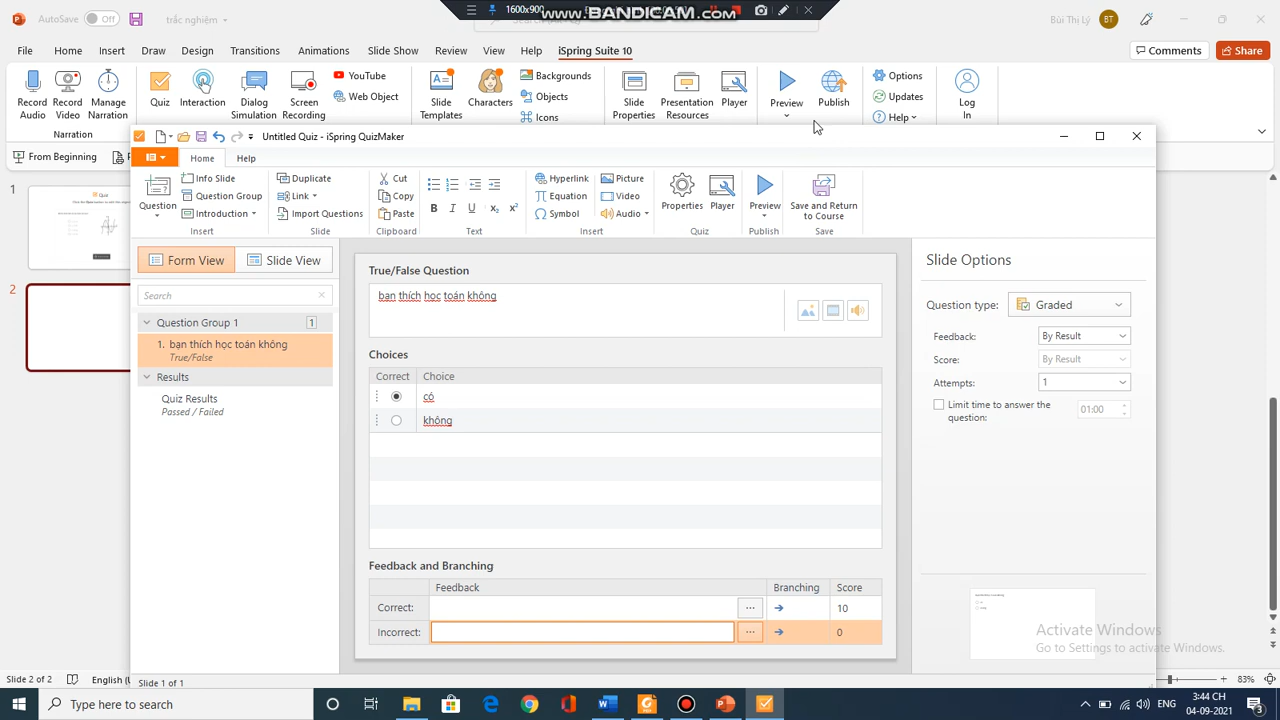 AutoSave Off
trắc nghiệm
1600x900
www.BANDICAM.com
Bùi Thị Lý BT
File Home Insert Draw Design Transitions Animations Slide Show Review View Help iSpring Suite 10 Comments Share
Record Audio
Record Video
Manage Narration
Narration
Quiz
Interaction
Dialog Simulation
Screen Recording
YouTube
Web Object
Slide Templates
Characters
Backgrounds
Objects
Icons
Slide Properties
Presentation Resources
Player
Preview
Publish
Options
Updates
Help
Log In
From Beginning
Untitled Quiz - iSpring QuizMaker
Home Help
Question
Info Slide
Question Group
Introduction
Insert
Duplicate
Link
Import Questions
Slide
Cut
Copy
Paste
Clipboard
B I U X₂ X²
Text
Hyperlink
Equation
Symbol
Picture
Video
Audio
Insert
Properties
Player
Quiz
Preview
Publish
Save and Return to Course
Save
Form View Slide View
Search
Question Group 1 1
1. bạn thích học toán không
True/False
Results
Quiz Results
Passed / Failed
True/False Question
bạn thích học toán không
Choices
Correct Choice
có
không
Feedback and Branching
Feedback Branching Score
Correct: ... 10
Incorrect: ... 0
Slide Options
Question type: Graded
Feedback: By Result
Score: By Result
Attempts: 1
Limit time to answer the
question: 01:00
Activate Windows
Go to Settings to activate Windows.
1
2
Slide 1 of 1
Slide 2 of 2
English (
83%
Type here to search
ENG
3:44 CH
04-09-2021
3